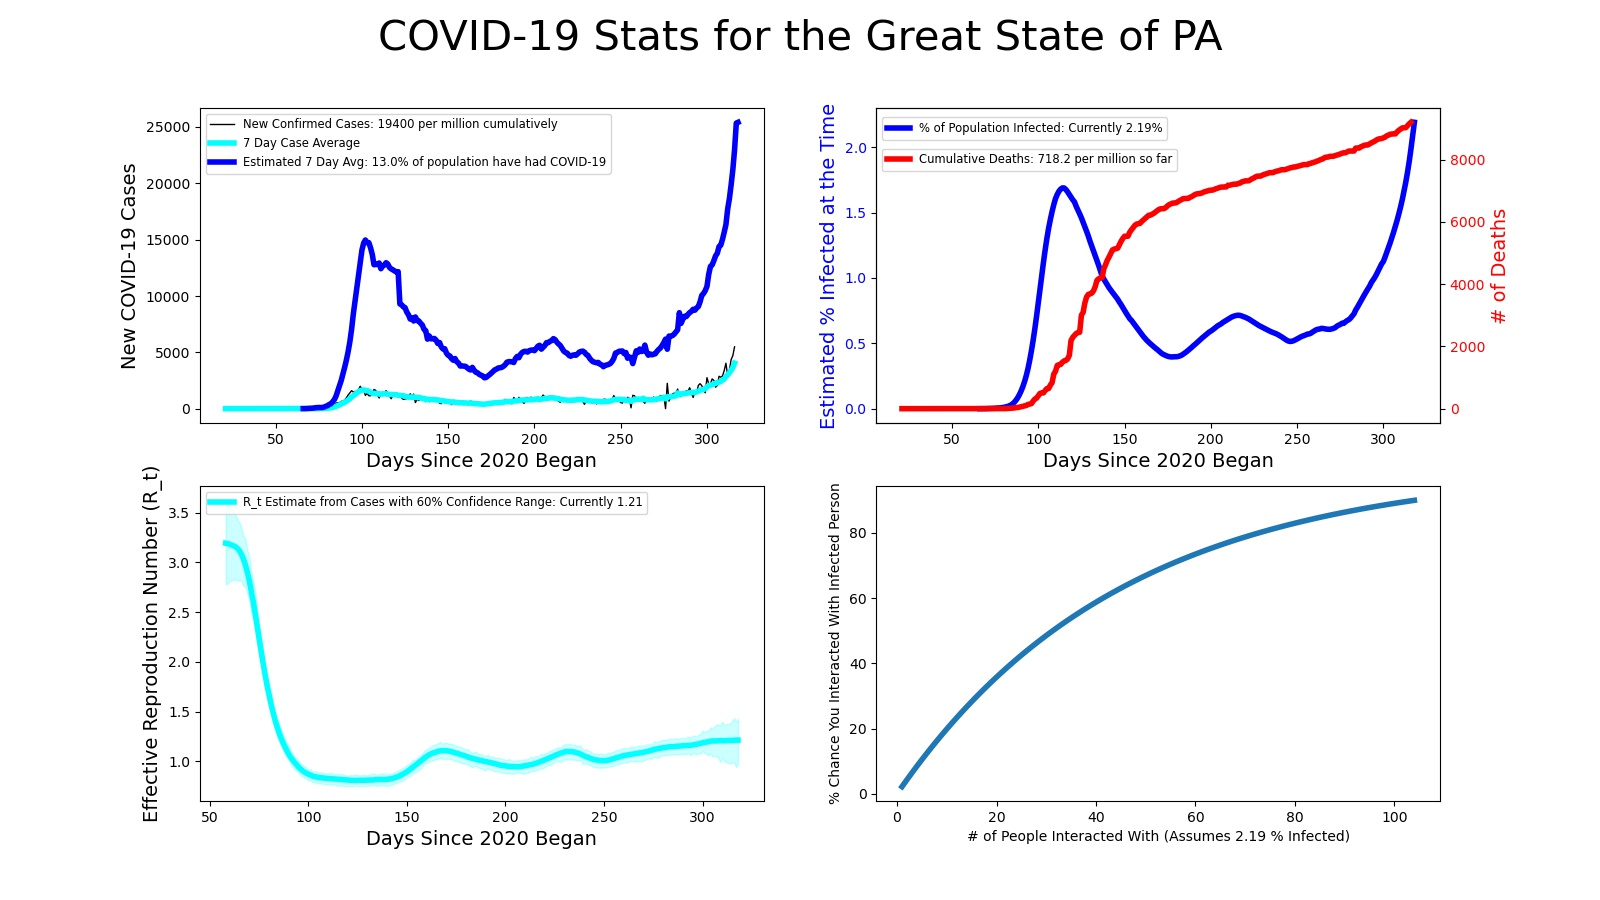 COVID-19 Stats for the Great State of PA
New COVID-19 Cases
25000
20000
15000
10000
5000
0
New Confirmed Cases: 19400 per million cumulatively
7 Day Case Average
Estimated 7 Day Avg: 13.0% of population have had COVID-19
50 100 150 200 250 300
Days Since 2020 Began
Estimated % Infected at the Time
2.0
1.5
1.0
0.5
0.0
% of Population Infected: Currently 2.19%
Cumulative Deaths: 718.2 per million so far
8000
6000
4000
2000
0
# of Deaths
50 100 150 200 250 300
Days Since 2020 Began
Effective Reproduction Number (R_t)
3.5
3.0
2.5
2.0
1.5
1.0
R_t Estimate from Cases with 60% Confidence Range: Currently 1.21
50 100 150 200 250 300
Days Since 2020 Began
% Chance You Interacted With Infected Person
80
60
40
20
0
0 20 40 60 80 100
# of People Interacted With (Assumes 2.19 % Infected)